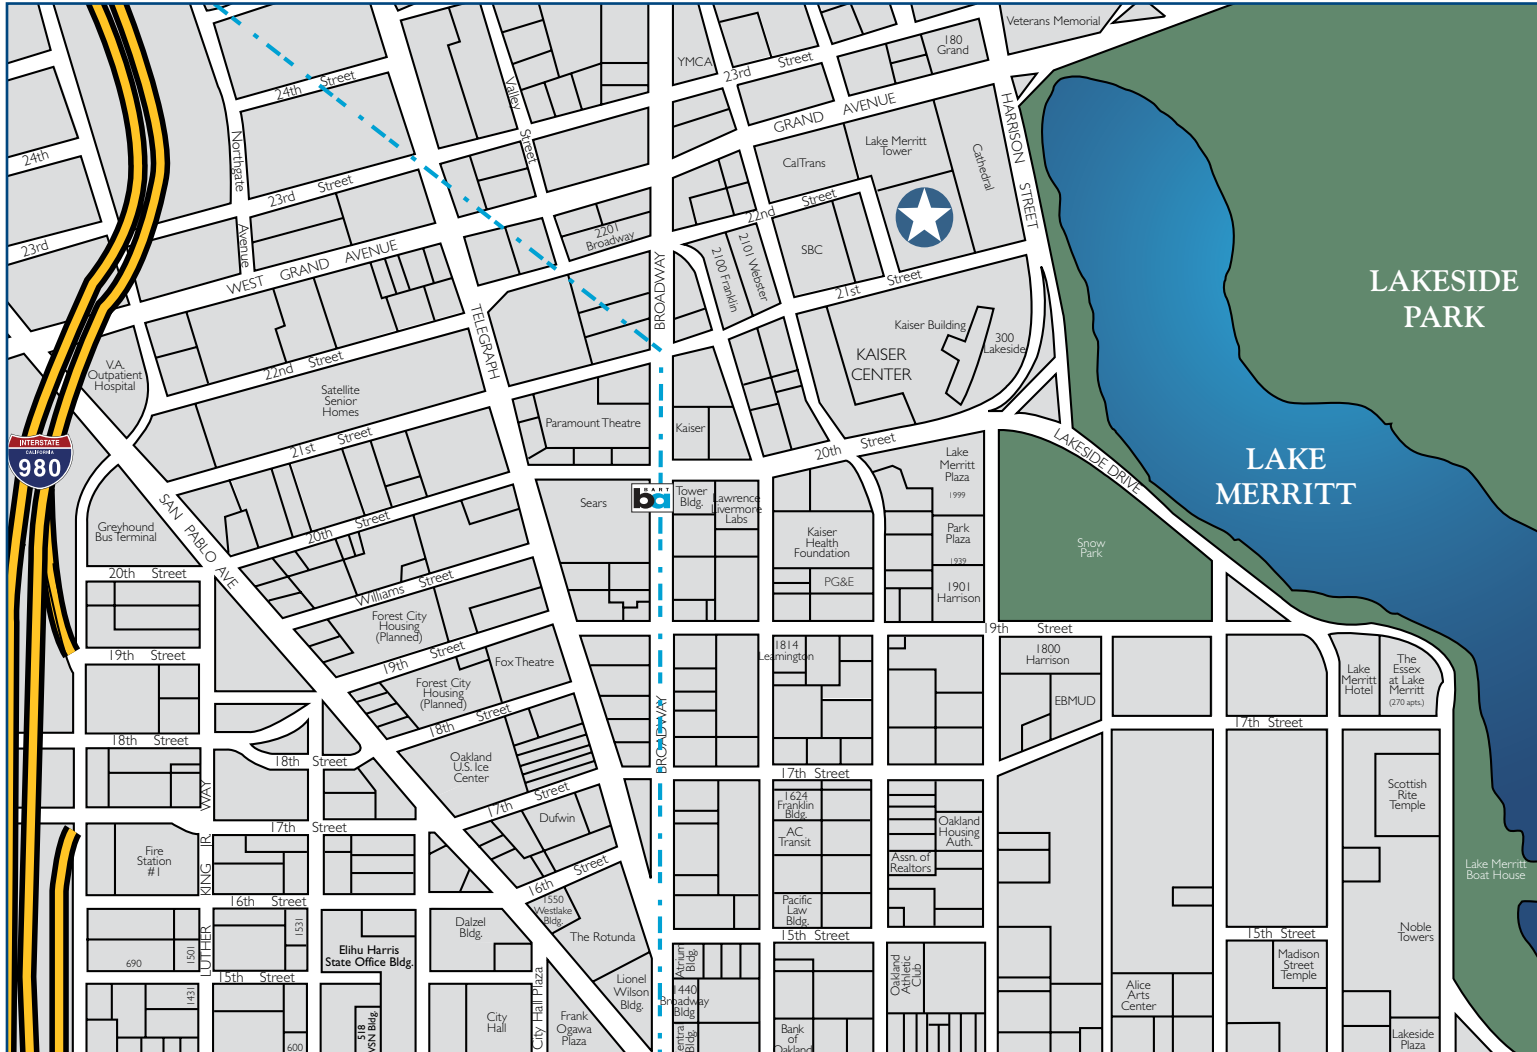 Veterans Memorial
180
Grand
YMCA
23rd
Street
24th
Street
Valley
Street
GRAND AVENUE
HARRISON
STREET
Northgate
Avenue
24th
Lake Merritt
Tower
CalTrans
Cathedral
23rd
Street
22nd
Street
2201
Broadway
23rd
WEST GRAND AVENUE
2100 Franklin
2101 Webster
SBC
21st
Street
BROADWAY
LAKESIDE
PARK
TELEGRAPH
Kaiser Building
300
Lakeside
KAISER
CENTER
V.A.
Outpatient
Hospital
22nd
Street
Satellite
Senior
Homes
Paramount Theatre
Kaiser
20th
Street
21st
Street
LAKESIDE DRIVE
LAKE
MERRITT
INTERSTATE
CALIFORNIA
980
Lake
Merritt
Plaza
1999
SAN PABLO AVE
Sears
BART
ba
Tower
Bldg.
Lawrence
Livermore
Labs
Greyhound
Bus Terminal
20th
Street
Kaiser
Health
Foundation
Park
Plaza
1939
Snow
Park
20th Street
Williams
Street
PG&E
1901
Harrison
Forest City
Housing
(Planned)
19th Street
19th
Street
1814
Leamington
1800
Harrison
19th Street
Fox Theatre
Forest City
Housing
(Planned)
EBMUD
Lake
Merritt
Hotel
The
Essex
at Lake
Merritt
(270 apts.)
18th
Street
17th Street
BROADWAY
18th Street
18th Street
Oakland
U.S. Ice
Center
17th Street
WAY
17th
Street
1624
Franklin
Bldg.
Scottish
Rite
Temple
Dufwin
17th Street
AC
Transit
Oakland
Housing
Auth.
KING JR.
Fire
Station
#1
Assn. of
Realtors
Lake Merritt
Boat House
16th
Street
16th Street
1550
Westlake
Bldg.
Pacific
Law
Bldg.
Dalzel
Bldg.
1531
The Rotunda
15th Street
15th Street
Noble
Towers
LUTHER
1501
690
Elihu Harris
State Office Bldg.
15th Street
Atrium
Bldg.
Oakland
Athletic
Club
Madison
Street
Temple
Lionel
Wilson
Bldg.
1440
Broadway
Bldg
Alice
Arts
Center
1431
City Hall Plaza
City
Hall
Frank
Ogawa
Plaza
518
VSN Bldg.
600
Bldg.
Bank
of
Oakland
Lakeside
Plaza